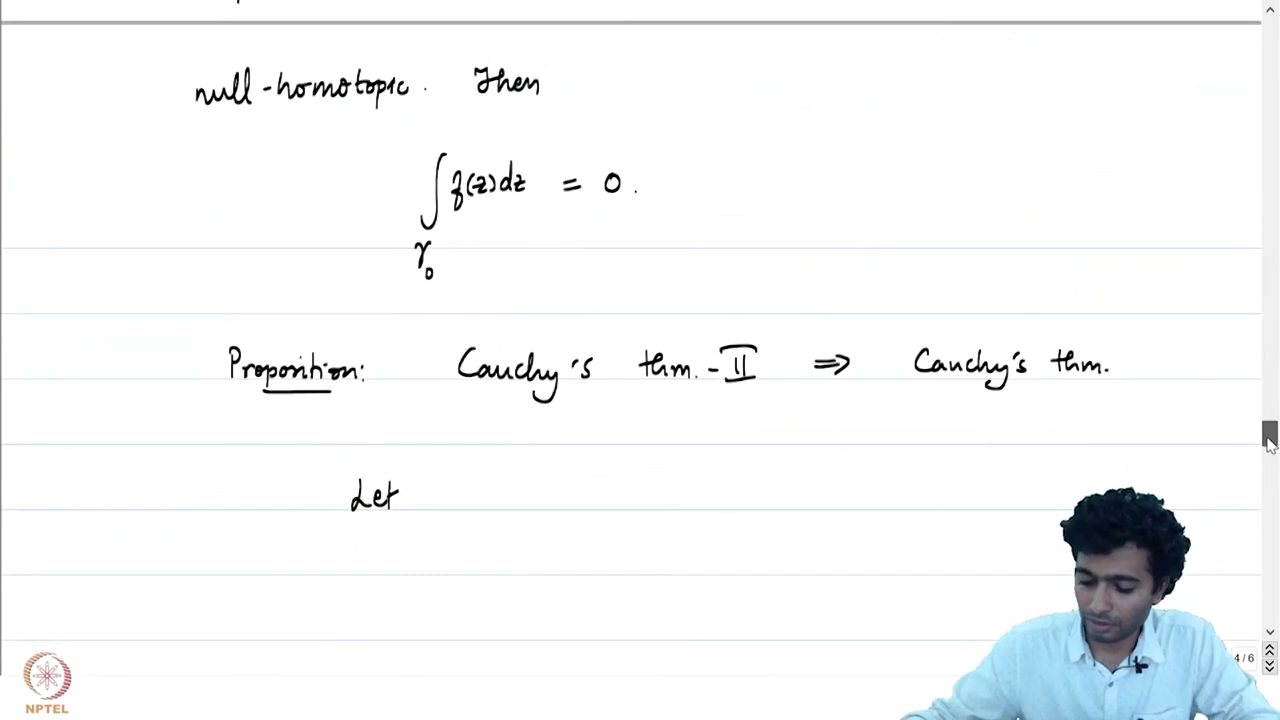 null-homotopic. Then
∫ f(z)dz = 0.
γ₀
Proposition: Cauchy's thm.-II ⇒ Cauchy's thm.
Let
4 / 6
NPTEL